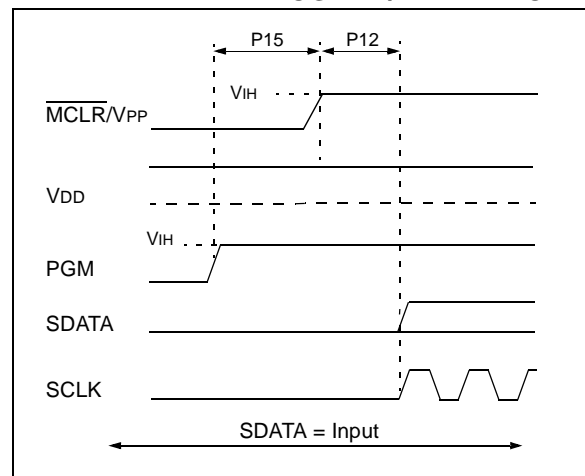 P15 P12
VIH
MCLR/VPP
VDD
VIH
PGM
SDATA
SCLK
SDATA = Input